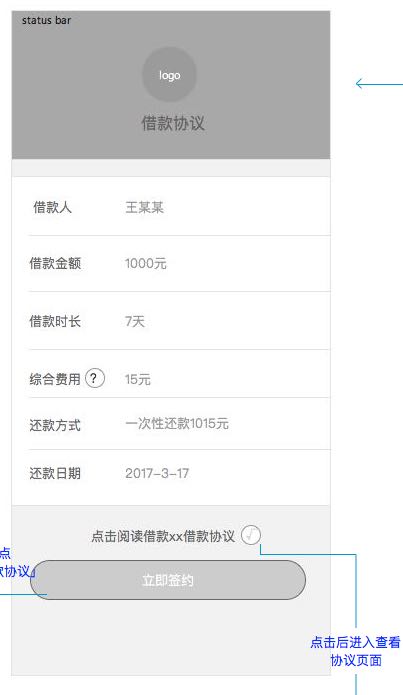 status bar
logo
借款协议
借款人 王某某
借款金额 1000元
借款时长 7天
综合费用 ? 15元
还款方式 一次性还款1015元
还款日期 2017-3-17
点击阅读借款xx借款协议 √
点
款协议」
立即签约
点击后进入查看
协议页面